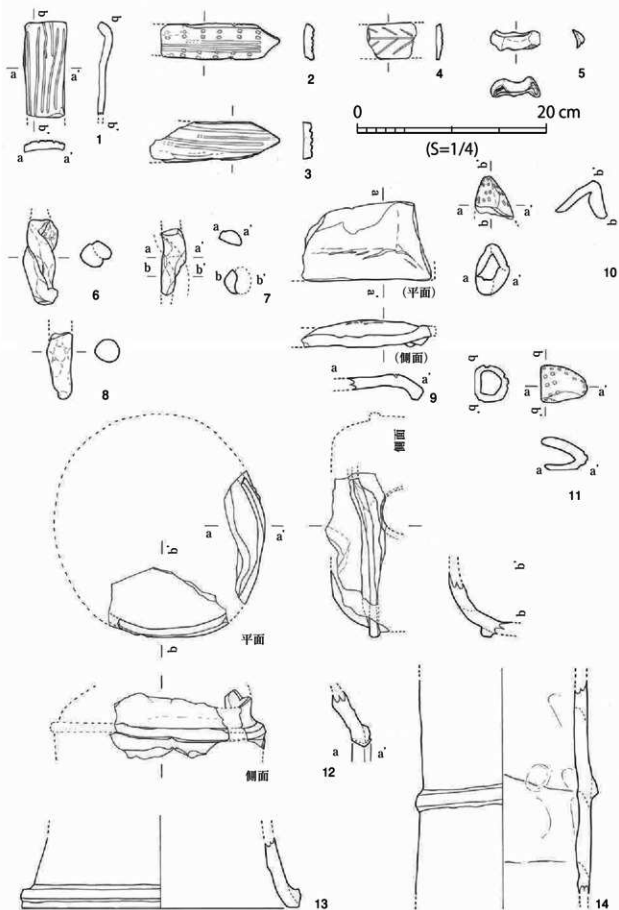 b
a a'
b'
a a'
1
b
b'
2
3
4
5
0 20 cm
(S=1/4)
6
a a'
b b'
a a'
b b'
7
8
a
a'
(平面)
(側面)
a a'
9
b
a a'
b'
a a'
b'
b
10
b
b'
b
a a'
b'
a a'
11
a a'
b'
b
平面
側面
b'
b
側面
a a'
12
13
14